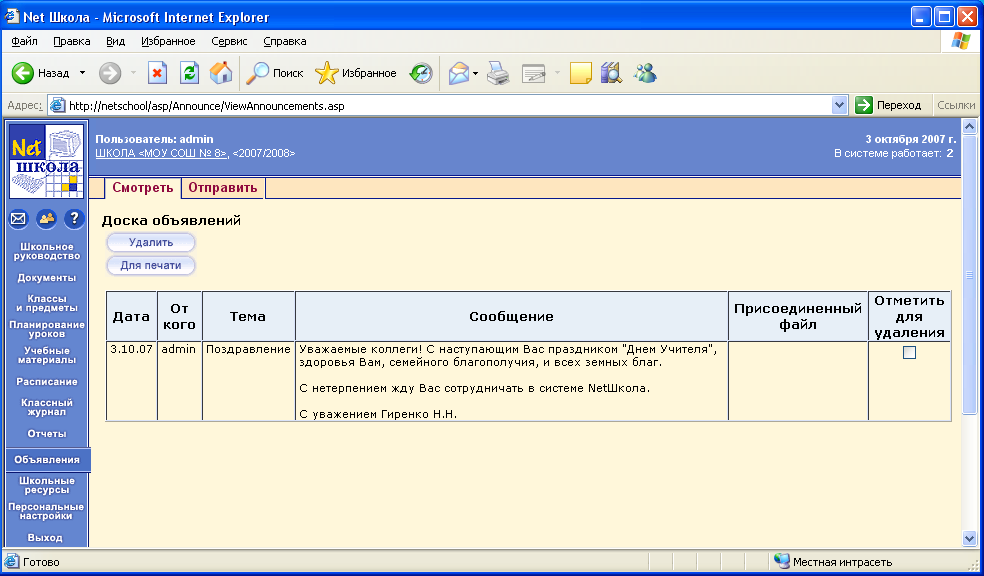 Net Школа - Microsoft Internet Explorer
Файл Правка Вид Избранное Сервис Справка
Назад Поиск Избранное
Адрес: http://netschool/asp/Announce/ViewAnnouncements.asp Переход Ссылки
Net школа
Пользователь: admin
3 октября 2007 г.
ШКОЛА <МОУ СОШ № 8>, <2007/2008>
В системе работает: 2
Смотреть Отправить
?
Школьное
руководство
Документы
Классы
и предметы
Планирование
уроков
Учебные
материалы
Расписание
Классный
журнал
Отчеты
Объявления
Школьные
ресурсы
Персональные
настройки
Выход
Доска объявлений
Удалить
Для печати
Дата От кого Тема Сообщение Присоединенный файл Отметить для удаления
3.10.07 admin Поздравление Уважаемые коллеги! С наступающим Вас праздником "Днем Учителя",
здоровья Вам, семейного благополучия, и всех земных благ.
С нетерпением жду Вас сотрудничать в системе NetШкола.
С уважением Гиренко Н.Н.
Готово Местная интрасеть